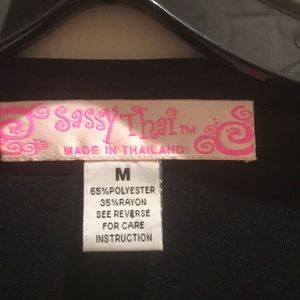 Sassy Thai™
MADE IN THAILAND
M
65%POLYESTER
35%RAYON
SEE REVERSE
FOR CARE
INSTRUCTION